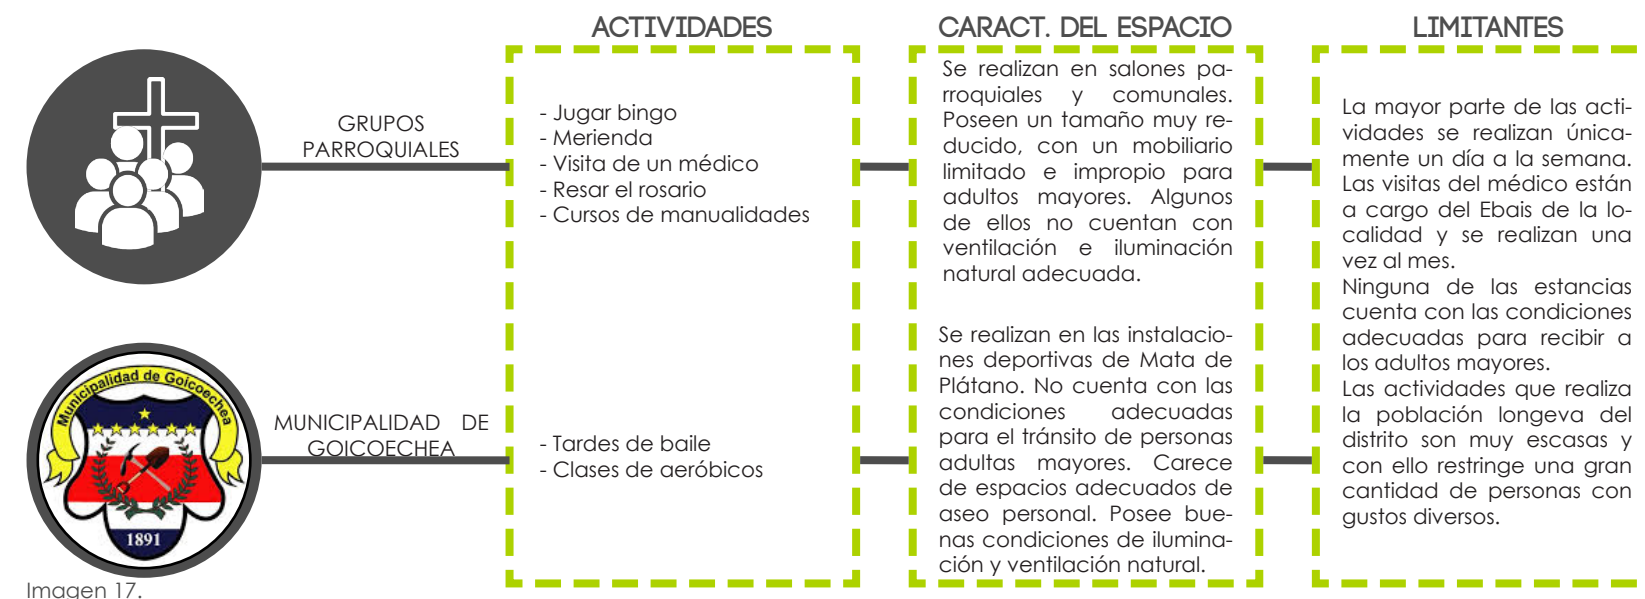 ACTIVIDADES
CARACT. DEL ESPACIO
LIMITANTES
GRUPOS
PARROQUIALES
- Jugar bingo
- Merienda
- Visita de un médico
- Resar el rosario
- Cursos de manualidades
Se realizan en salones pa-
rroquiales y comunales.
Poseen un tamaño muy re-
ducido, con un mobiliario
limitado e impropio para
adultos mayores. Algunos
de ellos no cuentan con
ventilación e iluminación
natural adecuada.
La mayor parte de las acti-
vidades se realizan única-
mente un día a la semana.
Las visitas del médico están
a cargo del Ebais de la lo-
calidad y se realizan una
vez al mes.
Ninguna de las estancias
cuenta con las condiciones
adecuadas para recibir a
los adultos mayores.
Las actividades que realiza
la población longeva del
distrito son muy escasas y
con ello restringe una gran
cantidad de personas con
gustos diversos.
Municipalidad de Goicoechea
1891
MUNICIPALIDAD DE
GOICOECHEA
- Tardes de baile
- Clases de aeróbicos
Se realizan en las instalacio-
nes deportivas de Mata de
Plátano. No cuenta con las
condiciones adecuadas
para el tránsito de personas
adultas mayores. Carece
de espacios adecuados de
aseo personal. Posee bue-
nas condiciones de ilumina-
ción y ventilación natural.
Imagen 17.